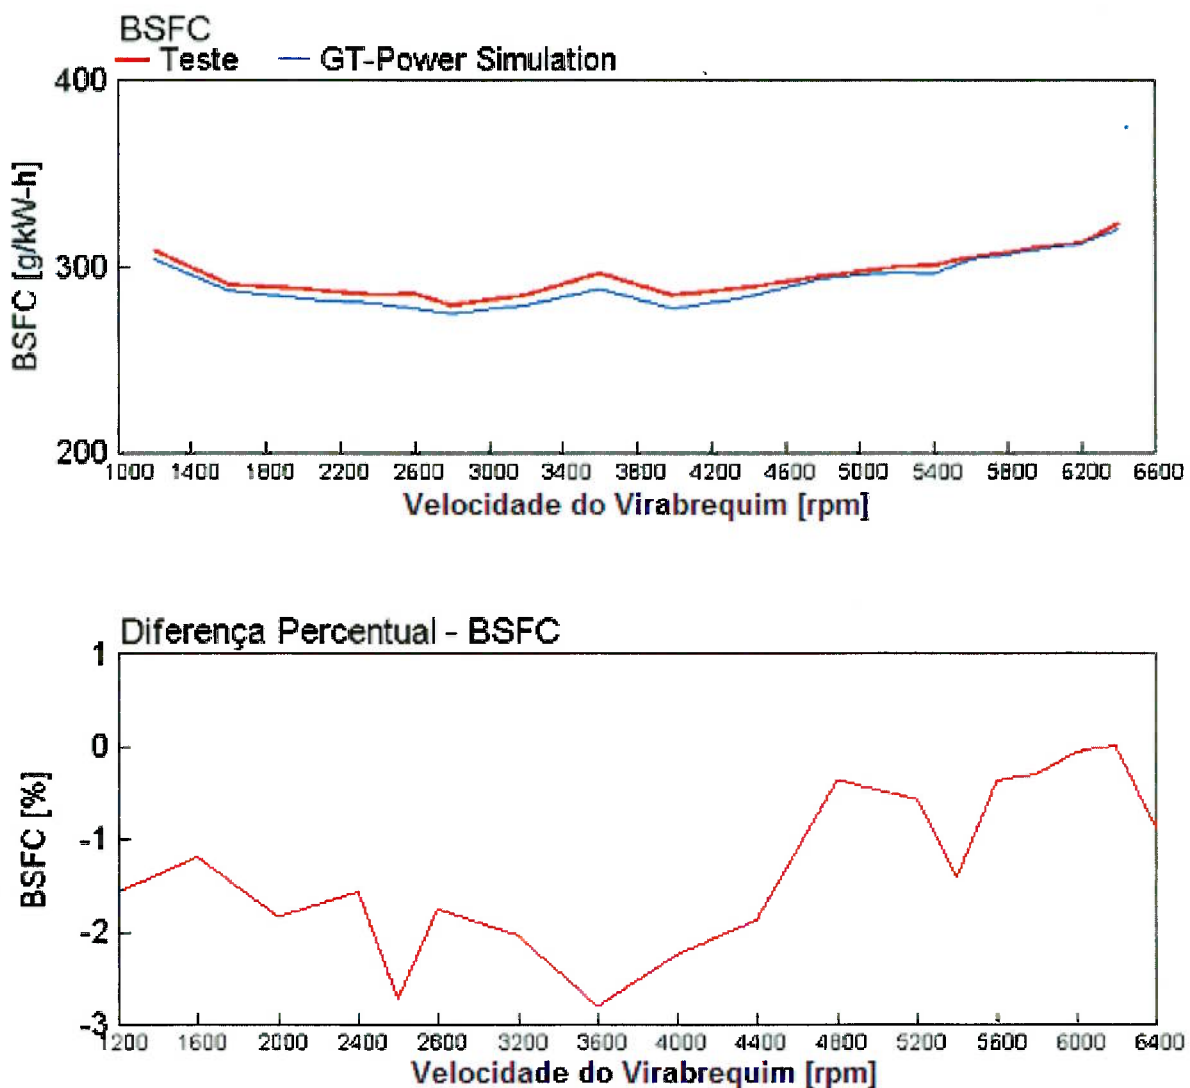 BSFC
Teste GT-Power Simulation
400
300
200
BSFC [g/kW-h]
1000 1400 1800 2200 2600 3000 3400 3800 4200 4600 5000 5400 5800 6200 6600
Velocidade do Virabrequim [rpm]
Diferença Percentual - BSFC
1
0
-1
-2
-3
BSFC [%]
1200 1600 2000 2400 2800 3200 3600 4000 4400 4800 5200 5600 6000 6400
Velocidade do Virabrequim [rpm]